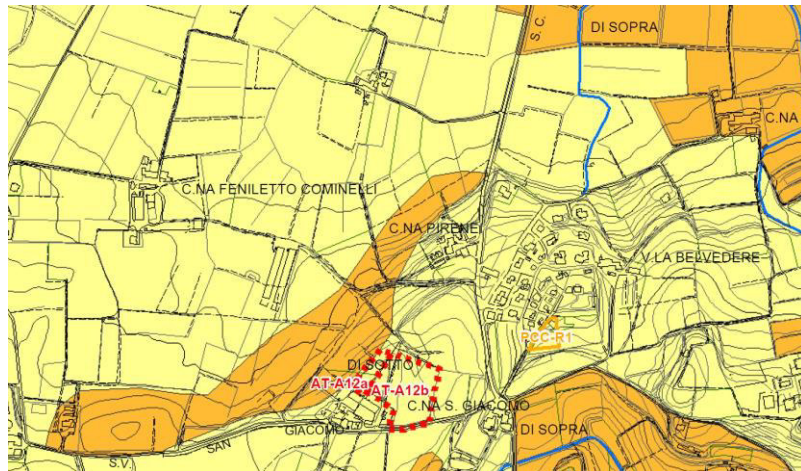 S. C.
DI SOPRA
C.NA
C.NA FENILETTO COMINELLI
C.NA PIRENEI
V.LA BELVEDERE
PCC-R1
DI SOTTO
AT-A12a
AT-A12b
C.NA S. GIACOMO
GIACOMO
DI SOPRA
SAN
S.V.